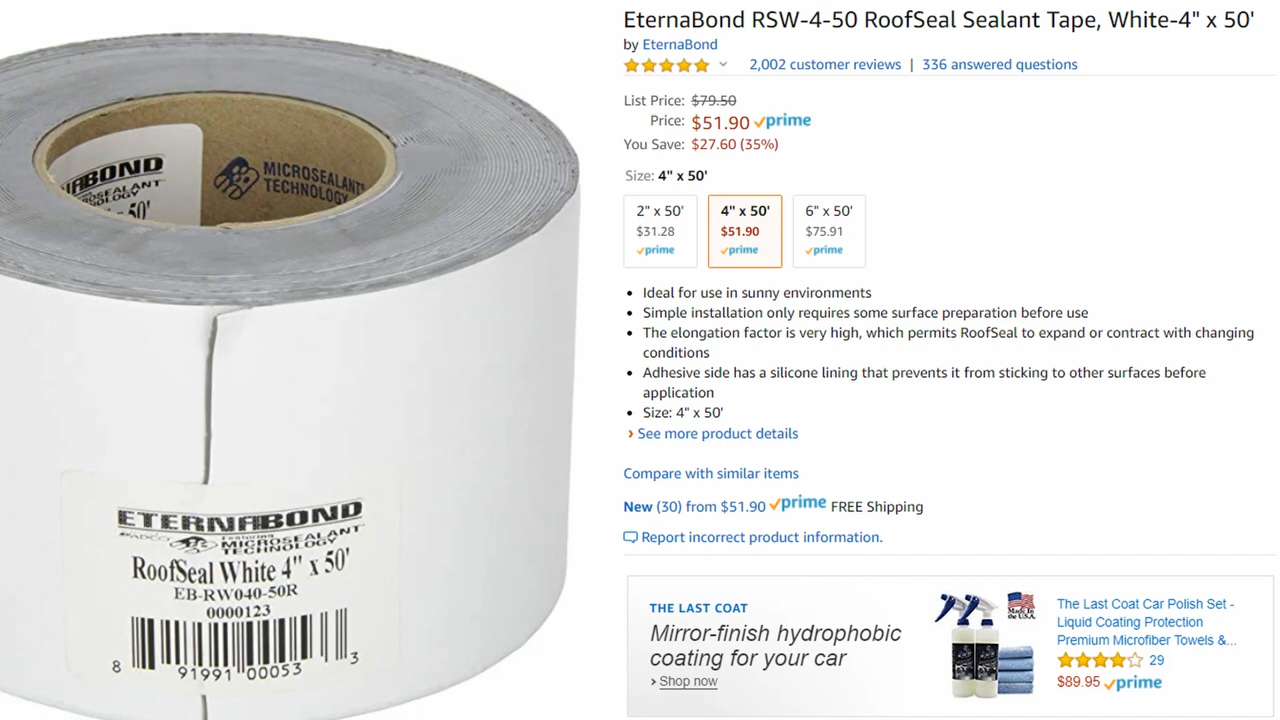 ABOND
MICROSEALANT
TECHNOLOGY
50'
ETERNABOND
Featuring
MICROSEALANT
TECHNOLOGY
RoofSeal White 4" x 50'
EB-RW040-50R
0000123
8 91991 00053 3
EternaBond RSW-4-50 RoofSeal Sealant Tape, White-4" x 50'
by EternaBond
2,002 customer reviews | 336 answered questions
List Price: $79.50
Price: $51.90 prime
You Save: $27.60 (35%)
Size: 4" x 50'
2" x 50' 4" x 50' 6" x 50'
$31.28 $51.90 $75.91
prime prime prime
• Ideal for use in sunny environments
• Simple installation only requires some surface preparation before use
• The elongation factor is very high, which permits RoofSeal to expand or contract with changing
conditions
• Adhesive side has a silicone lining that prevents it from sticking to other surfaces before
application
• Size: 4" x 50'
› See more product details
Compare with similar items
New (30) from $51.90 prime FREE Shipping
Report incorrect product information.
THE LAST COAT
Mirror-finish hydrophobic
coating for your car
› Shop now
Made In
the U.S.A.
The Last Coat Car Polish Set -
Liquid Coating Protection
Premium Microfiber Towels &...
29
$89.95 prime